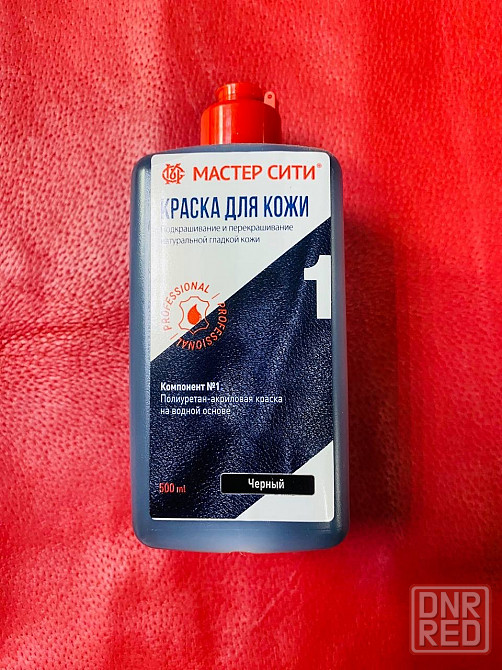 МАСТЕР СИТИ®
КРАСКА ДЛЯ КОЖИ
Подкрашивание и перекрашивание
натуральной гладкой кожи
1
PROFESSIONAL
PROFESSIONAL
Компонент №1
Полиуретан-акриловая краска
на водной основе
500 ml
Черный
DNR
RED